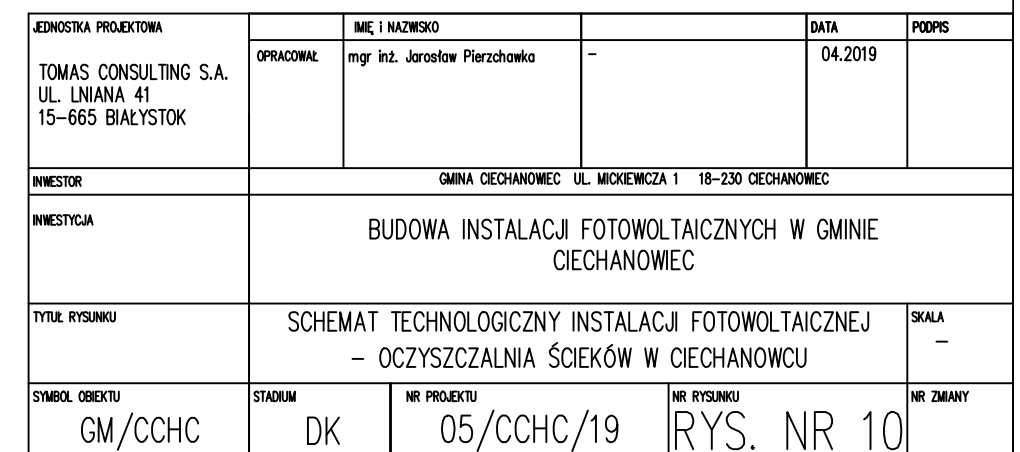 JEDNOSTKA PROJEKTOWA
IMIĘ i NAZWISKO
DATA
PODPIS
TOMAS CONSULTING S.A.
UL. LNIANA 41
15-665 BIAŁYSTOK
OPRACOWAŁ
mgr inż. Jarosław Pierzchawka
-
04.2019
INWESTOR
GMINA CIECHANOWIEC UL. MICKIEWICZA 1 18-230 CIECHANOWIEC
INWESTYCJA
BUDOWA INSTALACJI FOTOWOLTAICZNYCH W GMINIE
CIECHANOWIEC
TYTUŁ RYSUNKU
SCHEMAT TECHNOLOGICZNY INSTALACJI FOTOWOLTAICZNEJ
- OCZYSZCZALNIA ŚCIEKÓW W CIECHANOWCU
SKALA
-
SYMBOL OBIEKTU
GM/CCHC
STADIUM
DK
NR PROJEKTU
05/CCHC/19
NR RYSUNKU
RYS. NR 10
NR ZMIANY